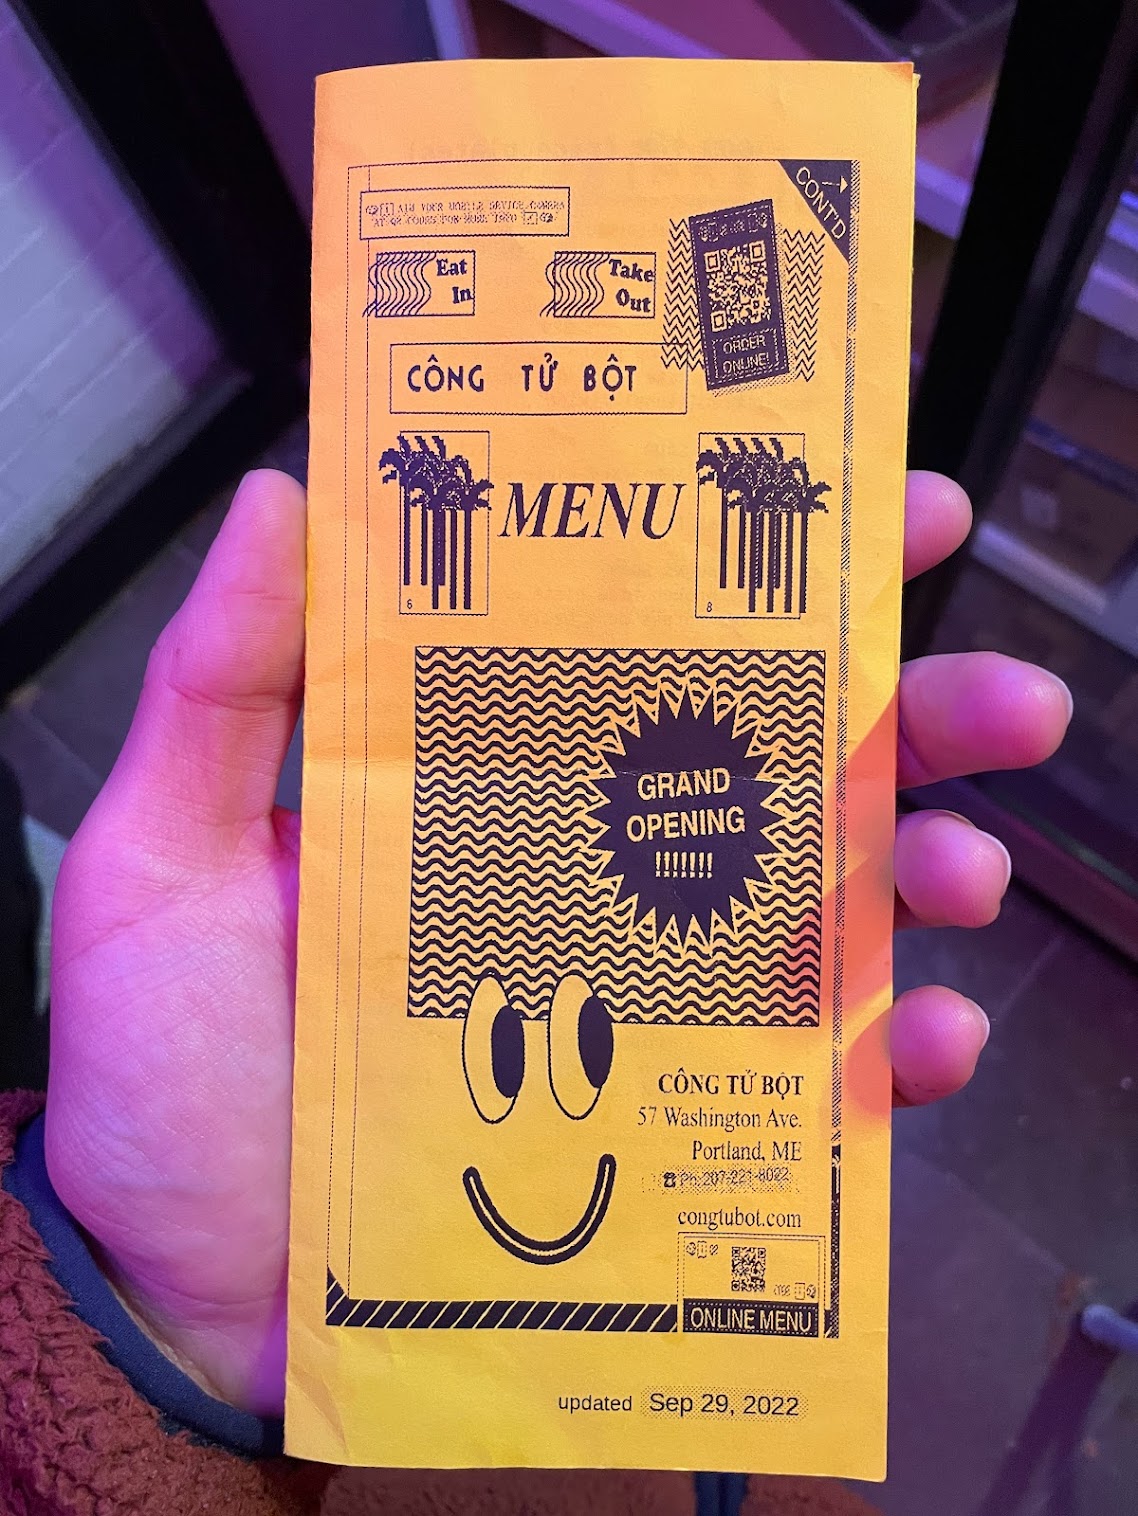 CONT'D
AIM YOUR MOBILE DEVICE CAMERA
AT QR CODES FOR MORE INFO
Eat
In
Take
Out
ORDER
ONLINE!
CÔNG TỬ BỘT
MENU
6
8
GRAND
OPENING
!!!!!!!
CÔNG TỬ BỘT
57 Washington Ave.
Portland, ME
Ph: 207-221-8022
congtubot.com
ONLINE MENU
updated Sep 29, 2022